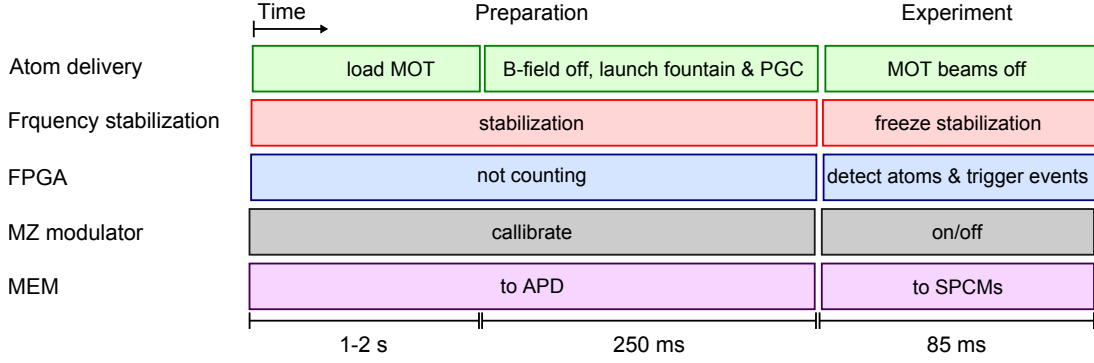 Time Preparation Experiment
Atom delivery load MOT B-field off, launch fountain & PGC MOT beams off
Frquency stabilization stabilization freeze stabilization
FPGA not counting detect atoms & trigger events
MZ modulator callibrate on/off
MEM to APD to SPCMs
1-2 s 250 ms 85 ms